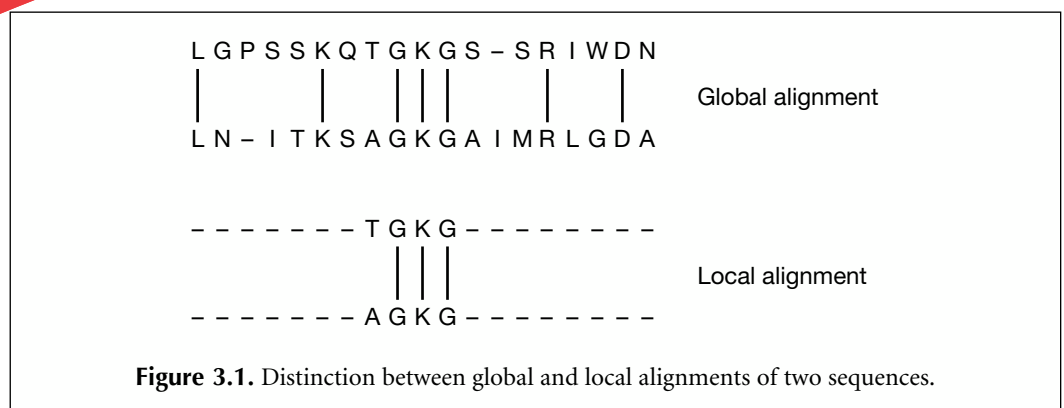 L G P S S K Q T G K G S – S R I W D N
Global alignment
L N – I T K S A G K G A I M R L G D A
– – – – – – – T G K G – – – – – – – –
Local alignment
– – – – – – – A G K G – – – – – – – –
Figure 3.1. Distinction between global and local alignments of two sequences.